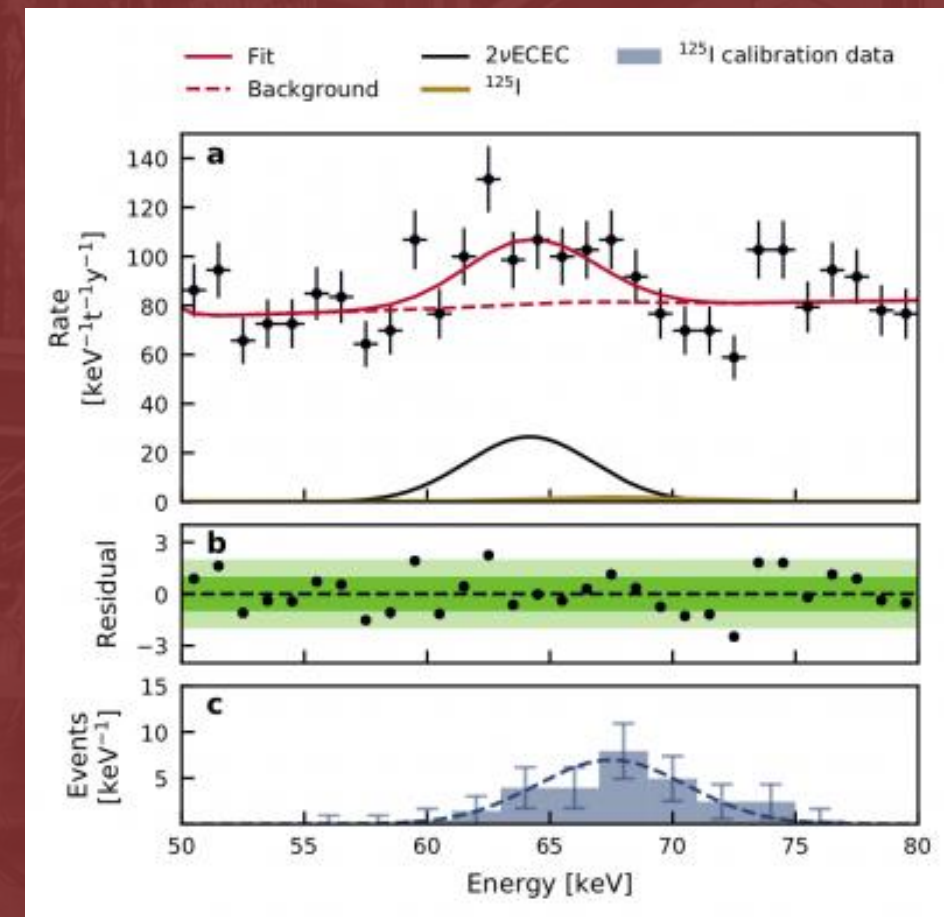 Fit
Background
2νECEC
¹²⁵I
¹²⁵I calibration data
a
140
120
100
80
60
40
20
0
Rate
[keV⁻¹t⁻¹y⁻¹]
b
3
0
−3
Residual
c
15
10
5
Events
[keV⁻¹]
50 55 60 65 70 75 80
Energy [keV]